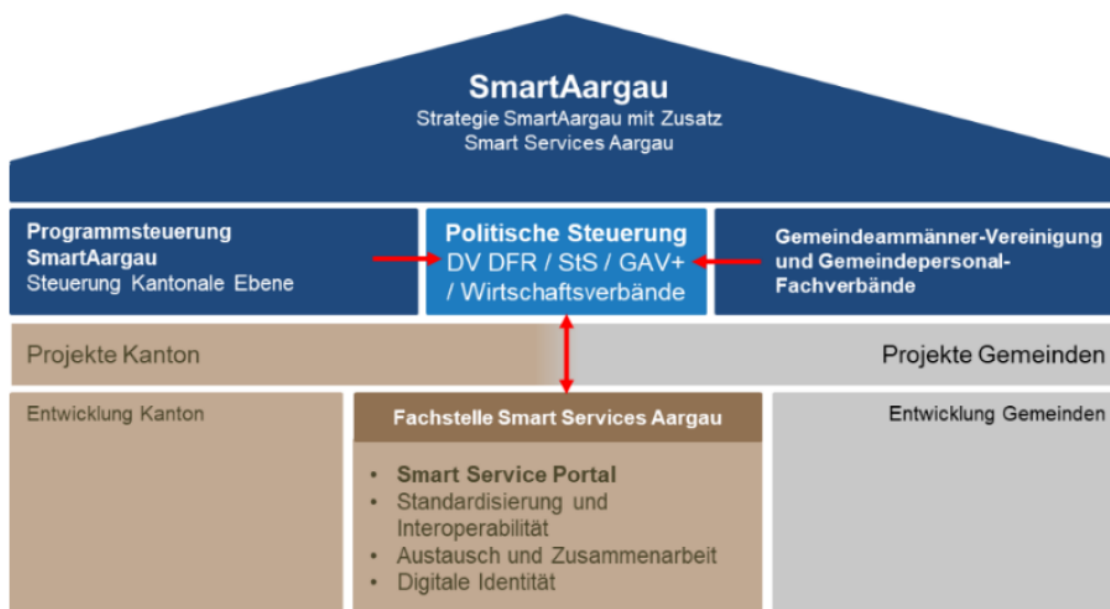 SmartAargau
Strategie SmartAargau mit Zusatz
Smart Services Aargau
Programmsteuerung
SmartAargau
Steuerung Kantonale Ebene
Politische Steuerung
DV DFR / StS / GAV+
/ Wirtschaftsverbände
Gemeindeammänner-Vereinigung
und Gemeindepersonal-
Fachverbände
Projekte Kanton
Projekte Gemeinden
Entwicklung Kanton
Fachstelle Smart Services Aargau
• Smart Service Portal
• Standardisierung und
Interoperabilität
• Austausch und Zusammenarbeit
• Digitale Identität
Entwicklung Gemeinden